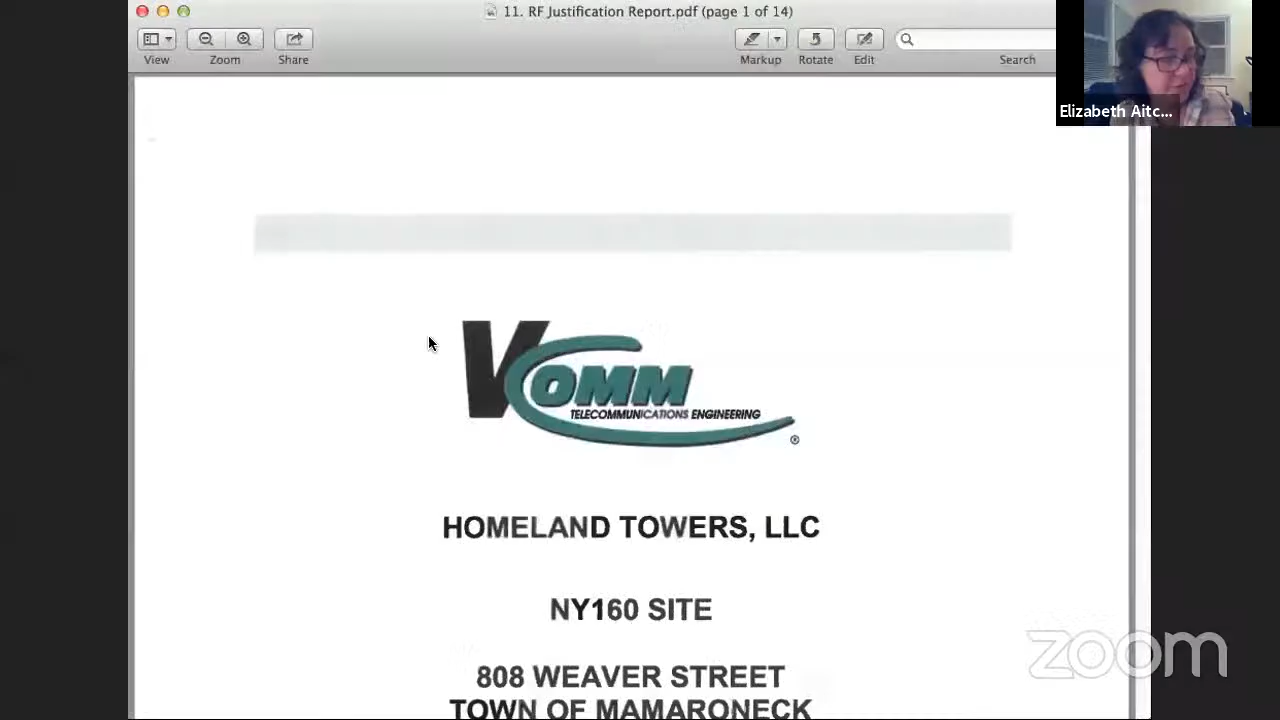 11. RF Justification Report.pdf (page 1 of 14)
View Zoom Share Markup Rotate Edit Search
Elizabeth Aitc...
VCOMM
TELECOMMUNICATIONS ENGINEERING
®
HOMELAND TOWERS, LLC
NY160 SITE
808 WEAVER STREET
TOWN OF MAMARONECK
zoom